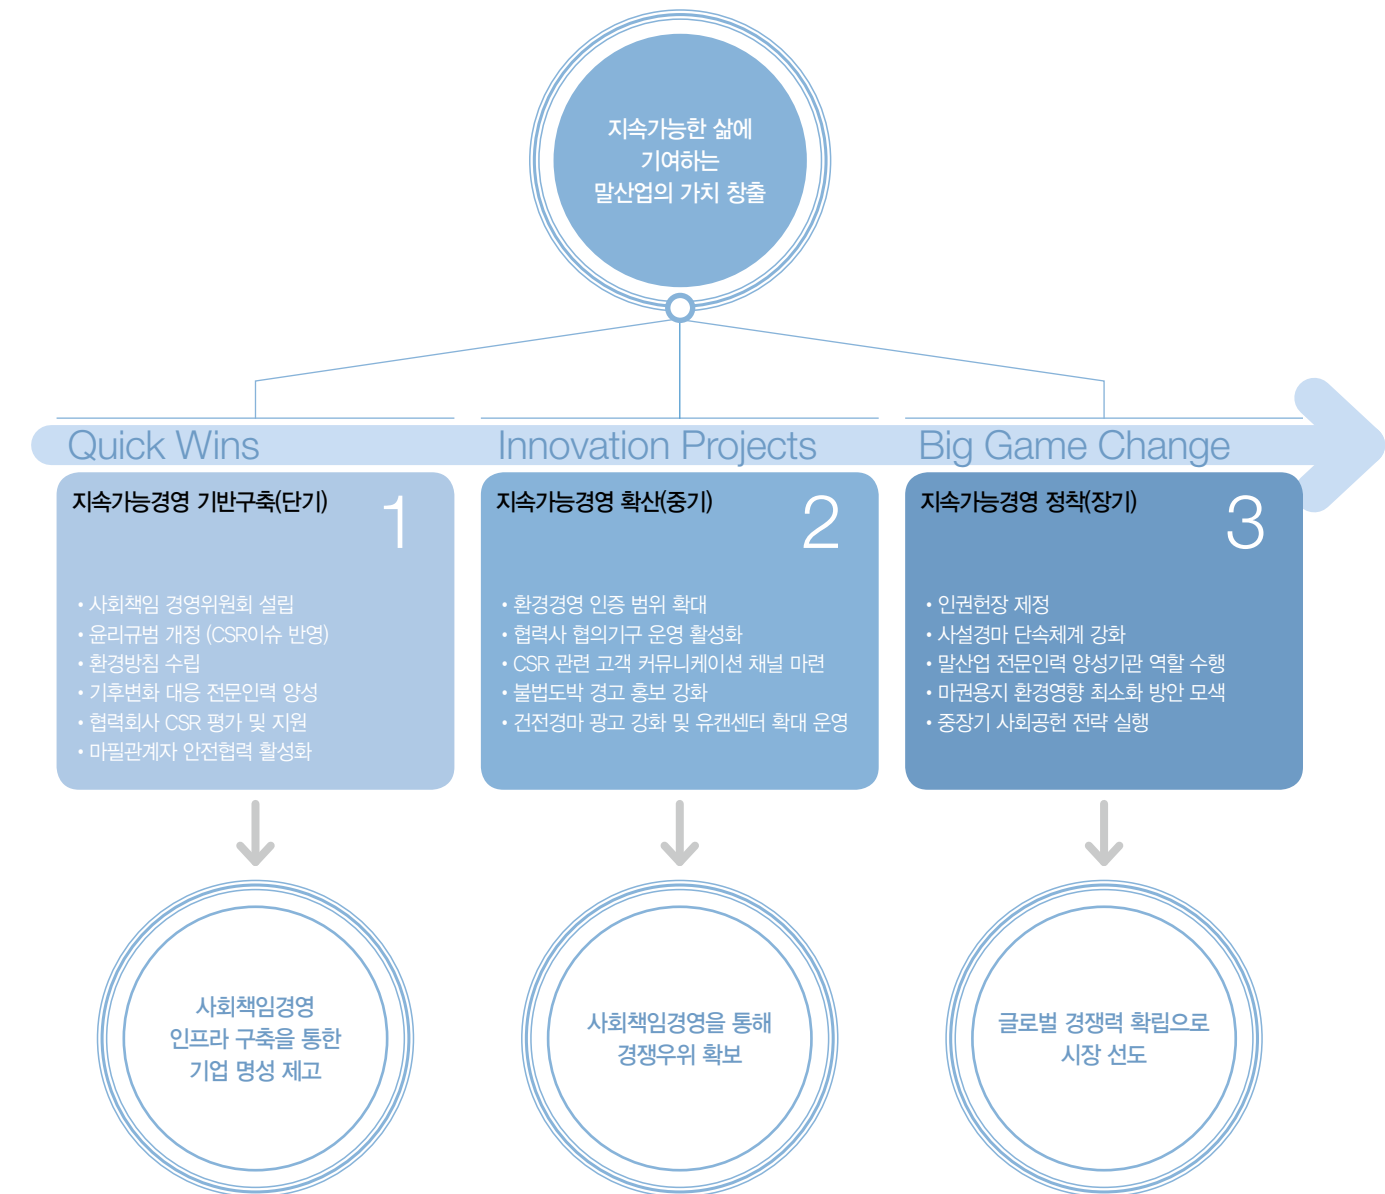 지속가능한 삶에
기여하는
말산업의 가치 창출
Quick Wins
지속가능경영 기반구축(단기)
1
• 사회책임 경영위원회 설립
• 윤리규범 개정 (CSR이슈 반영)
• 환경방침 수립
• 기후변화 대응 전문인력 양성
• 협력회사 CSR 평가 및 지원
• 마필관계자 안전협력 활성화
Innovation Projects
지속가능경영 확산(중기)
2
• 환경경영 인증 범위 확대
• 협력사 협의기구 운영 활성화
• CSR 관련 고객 커뮤니케이션 채널 마련
• 불법도박 경고 홍보 강화
• 건전경마 광고 강화 및 유캔센터 확대 운영
Big Game Change
지속가능경영 정착(장기)
3
• 인권헌장 제정
• 사설경마 단속체계 강화
• 말산업 전문인력 양성기관 역할 수행
• 마권용지 환경영향 최소화 방안 모색
• 중장기 사회공헌 전략 실행
사회책임경영
인프라 구축을 통한
기업 명성 제고
사회책임경영을 통해
경쟁우위 확보
글로벌 경쟁력 확립으로
시장 선도